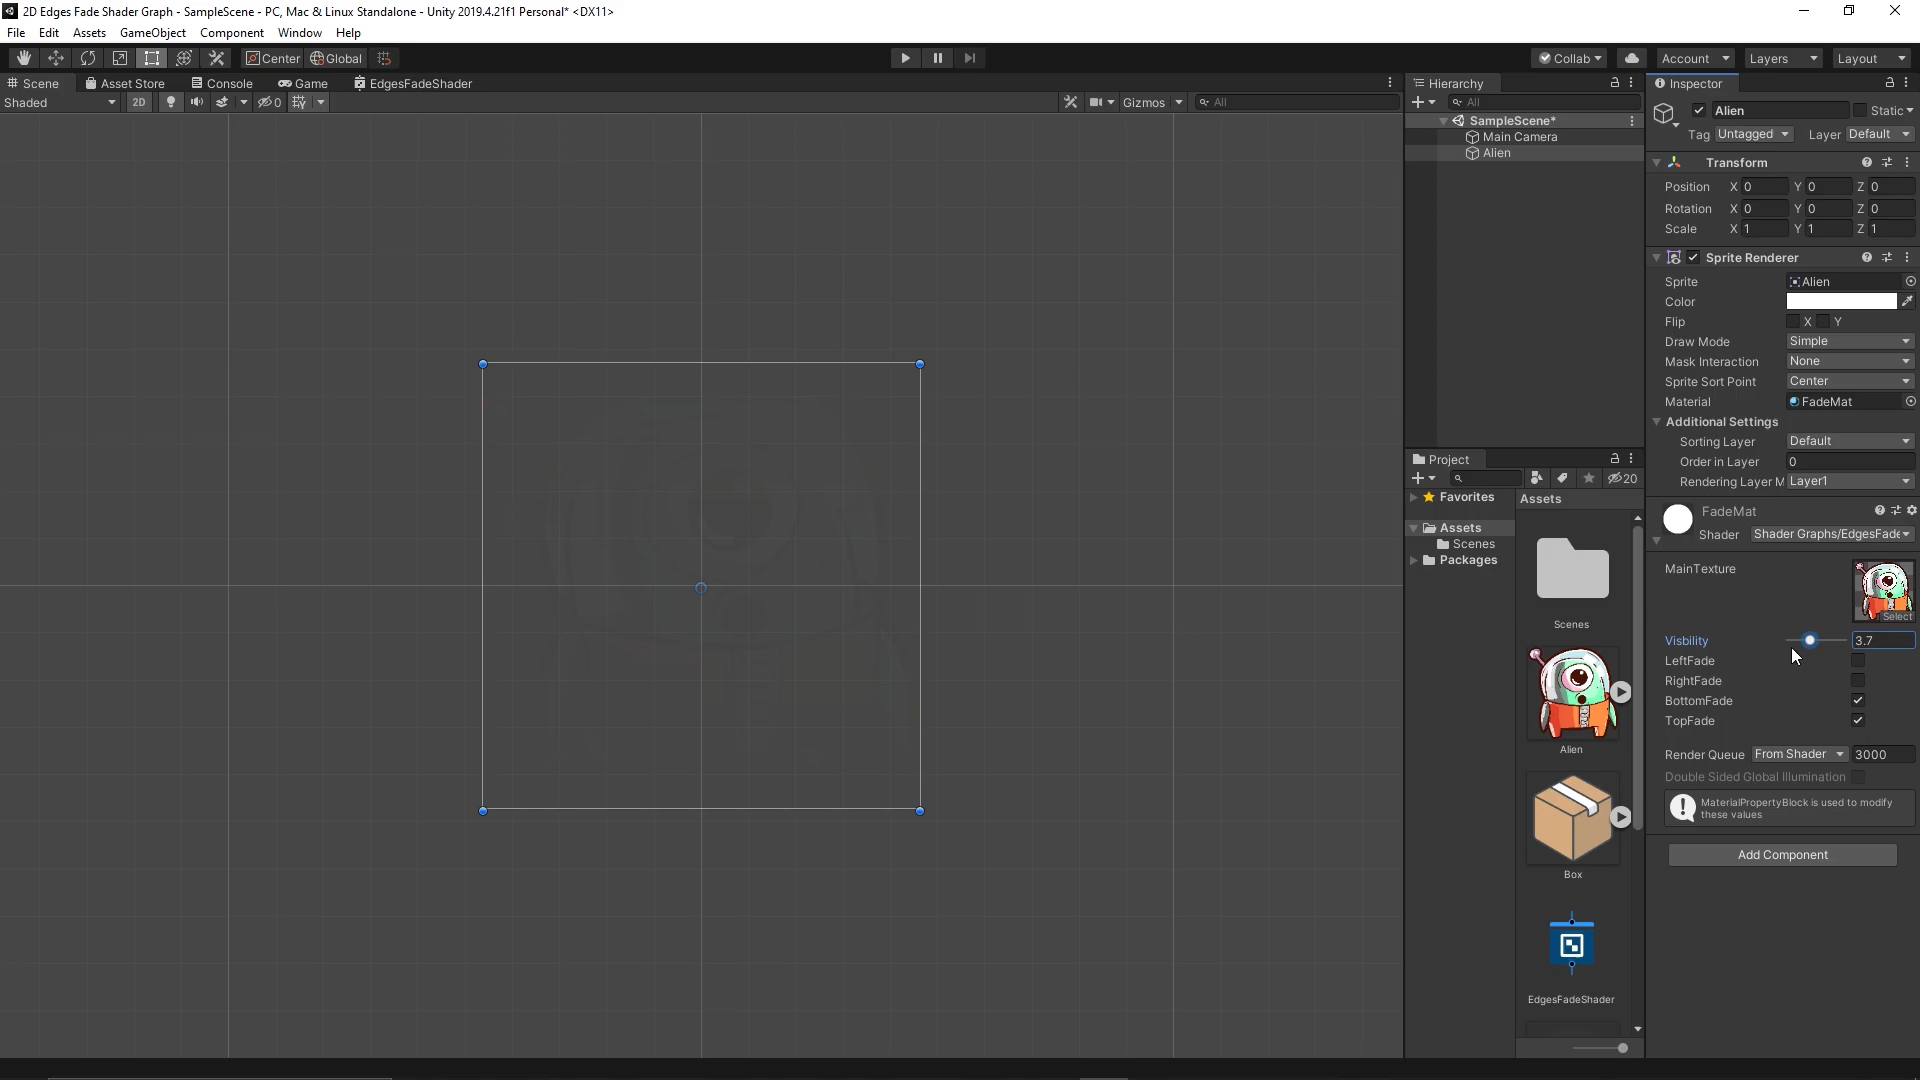 2D Edges Fade Shader Graph - SampleScene - PC, Mac & Linux Standalone - Unity 2019.4.21f1 Personal* <DX11>
File Edit Assets GameObject Component Window Help
Center Global Collab Account Layers Layout
Scene Asset Store Console Game EdgesFadeShader
Shaded 2D 0 Gizmos All
Hierarchy
All
SampleScene*
Main Camera
Alien
Project
20
Favorites
Assets
Scenes
Packages
Assets
Scenes
Alien
Box
EdgesFadeShader
Inspector
Alien Static
Tag Untagged Layer Default
Transform
Position X 0 Y 0 Z 0
Rotation X 0 Y 0 Z 0
Scale X 1 Y 1 Z 1
Sprite Renderer
Sprite Alien
Color
Flip X Y
Draw Mode Simple
Mask Interaction None
Sprite Sort Point Center
Material FadeMat
Additional Settings
Sorting Layer Default
Order in Layer 0
Rendering Layer M Layer1
FadeMat
Shader Shader Graphs/EdgesFade
MainTexture
Select
Visbility 3.7
LeftFade
RightFade
BottomFade
TopFade
Render Queue From Shader 3000
Double Sided Global Illumination
MaterialPropertyBlock is used to modify
these values
Add Component